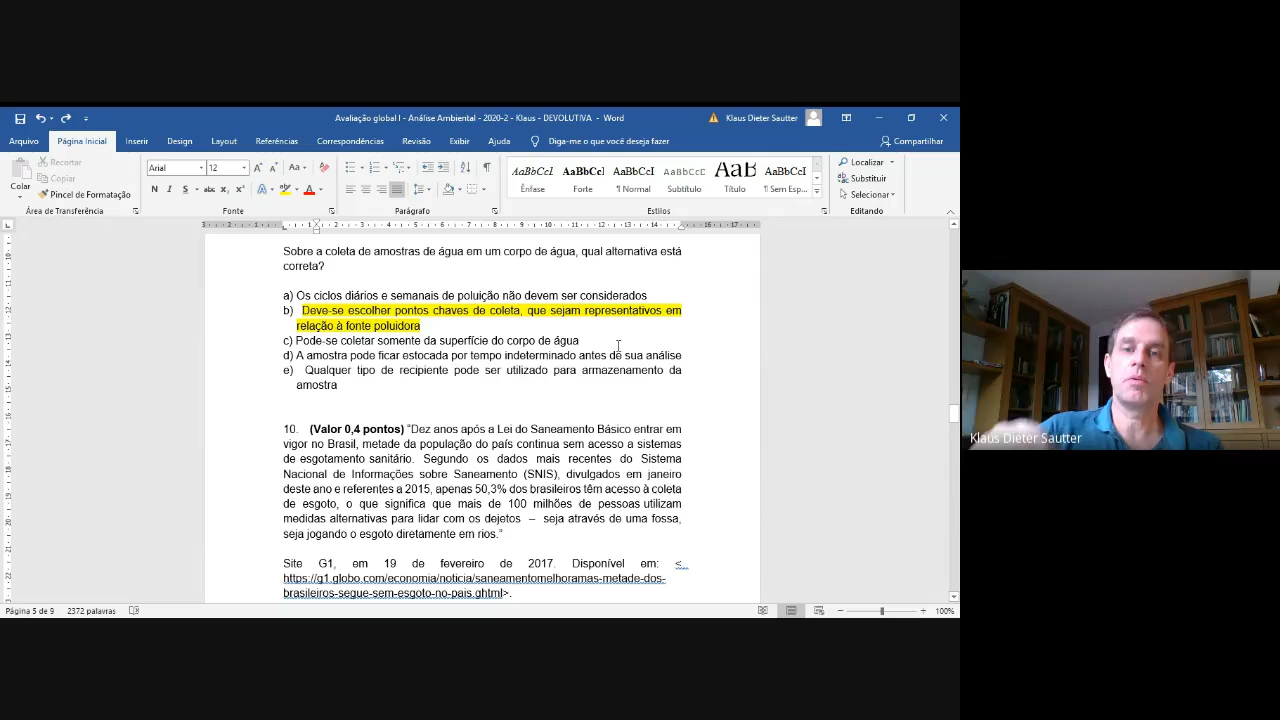 Avaliação global I - Análise Ambiental - 2020-2 - Klaus - DEVOLUTIVA - Word
Klaus Dieter Sautter
Arquivo Página Inicial Inserir Design Layout Referências Correspondências Revisão Exibir Ajuda Diga-me o que você deseja fazer Compartilhar
Colar
Recortar
Copiar
Pincel de Formatação
Área de Transferência
Arial 12
Fonte
Parágrafo
AaBbCcI AaBbCcI AaBbCcI AaBbCcD AaB AaBbCcI
Ênfase Forte ¶ Normal Subtítulo Título ¶ Sem Esp...
Estilos
Localizar
Substituir
Selecionar
Editando
Sobre a coleta de amostras de água em um corpo de água, qual alternativa está
correta?
a) Os ciclos diários e semanais de poluição não devem ser considerados
b) Deve-se escolher pontos chaves de coleta, que sejam representativos em
relação à fonte poluidora
c) Pode-se coletar somente da superfície do corpo de água
d) A amostra pode ficar estocada por tempo indeterminado antes de sua análise
e) Qualquer tipo de recipiente pode ser utilizado para armazenamento da
amostra
10. (Valor 0,4 pontos) “Dez anos após a Lei do Saneamento Básico entrar em
vigor no Brasil, metade da população do país continua sem acesso a sistemas
de esgotamento sanitário. Segundo os dados mais recentes do Sistema
Nacional de Informações sobre Saneamento (SNIS), divulgados em janeiro
deste ano e referentes a 2015, apenas 50,3% dos brasileiros têm acesso à coleta
de esgoto, o que significa que mais de 100 milhões de pessoas utilizam
medidas alternativas para lidar com os dejetos – seja através de uma fossa,
seja jogando o esgoto diretamente em rios.”
Site G1, em 19 de fevereiro de 2017. Disponível em: <
https://g1.globo.com/economia/noticia/saneamentomelhoramas-metade-dos-
brasileiros-segue-sem-esgoto-no-pais.ghtml>.
Página 5 de 9 2372 palavras 100%
Klaus Dieter Sautter